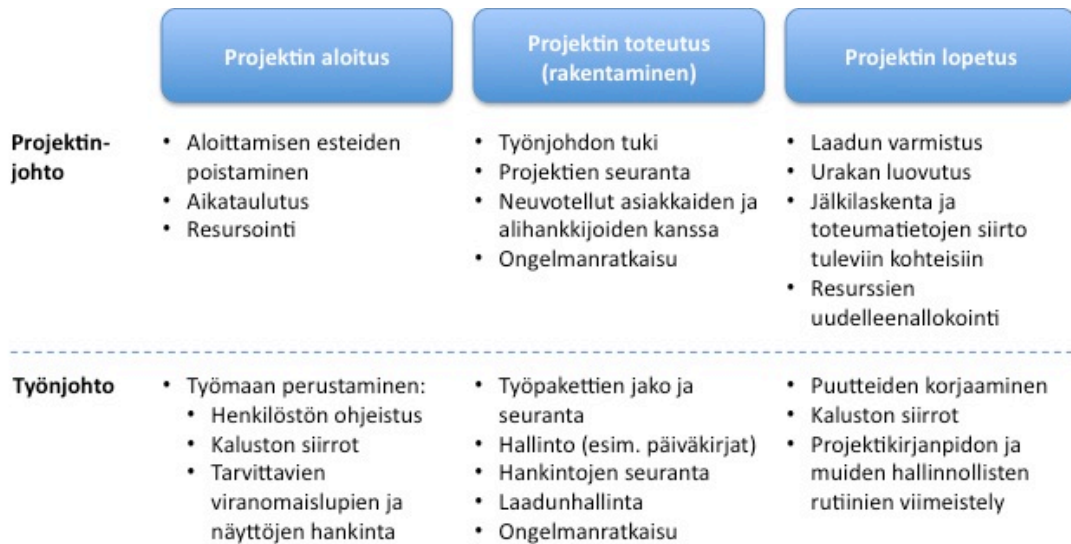 Projektin aloitus
Projektin toteutus
(rakentaminen)
Projektin lopetus
Projektin-
johto
• Aloittamisen esteiden
poistaminen
• Aikataulutus
• Resursointi
• Työnjohdon tuki
• Projektien seuranta
• Neuvotellut asiakkaiden ja
alihankkijoiden kanssa
• Ongelmanratkaisu
• Laadun varmistus
• Urakan luovutus
• Jälkilaskenta ja
toteumatietojen siirto
tuleviin kohteisiin
• Resurssien
uudelleenallokointi
Työnjohto
• Työmaan perustaminen:
• Henkilöstön ohjeistus
• Kaluston siirrot
• Tarvittavien
viranomaislupien ja
näyttöjen hankinta
• Työpakettien jako ja
seuranta
• Hallinto (esim. päiväkirjat)
• Hankintojen seuranta
• Laadunhallinta
• Ongelmanratkaisu
• Puutteiden korjaaminen
• Kaluston siirrot
• Projektikirjanpidon ja
muiden hallinnollisten
rutiinien viimeistely